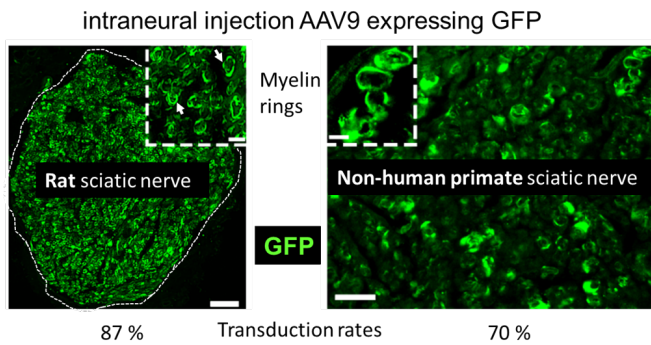 intraneural injection AAV9 expressing GFP
Myelin
rings
Rat sciatic nerve
Non-human primate sciatic nerve
GFP
87 %
Transduction rates
70 %